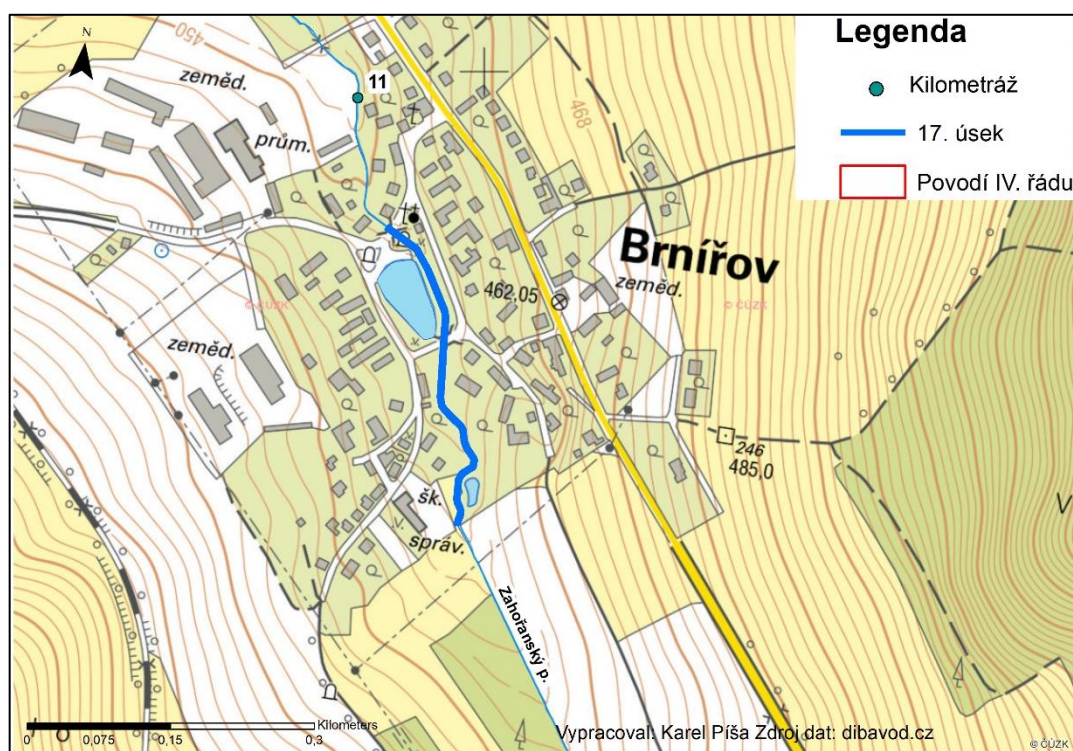 N
450
zeměd.
11
Legenda
Kilometráž
17. úsek
Povodí IV. řádu
468
prům.
Brnířov
462,05
zeměd.
© ČÚZK
© ČÚZK
zeměd.
246
485,0
šk.
správ.
Zahořanský p.
V
Kilometers
0 0,075 0,15 0,3
Vypracoval: Karel Píša Zdroj dat: dibavod.cz
© ČÚZK